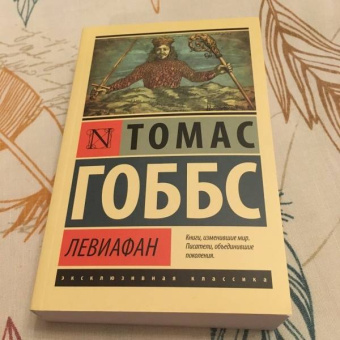 N ТОМАС
ГОББС
ЛЕВИАФАН
Книги, изменившие мир.
Писатели, объединившие
поколения.
эксклюзивная классика